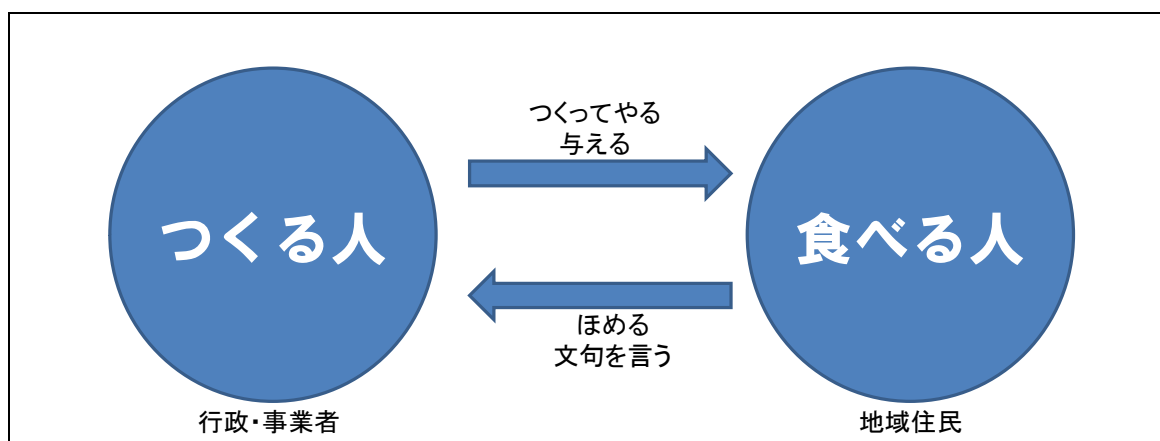 つくってやる
与える
つくる人
食べる人
ほめる
文句を言う
行政・事業者
地域住民